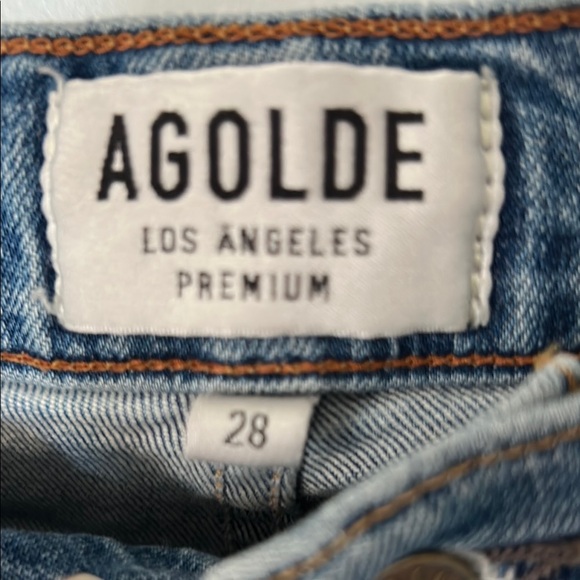 AGOLDE
LOS ÄNGELES
PREMIUM
28